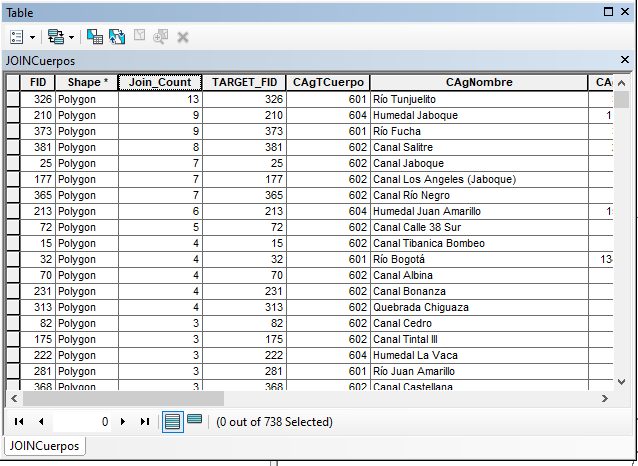 Table
JOINCuerpos
FID Shape * Join_Count TARGET_FID CAgTCuerpo CAgNombre
326 Polygon 13 326 601 Río Tunjuelito
210 Polygon 9 210 604 Humedal Jaboque
373 Polygon 9 373 601 Río Fucha
381 Polygon 8 381 602 Canal Salitre
25 Polygon 7 25 602 Canal Jaboque
177 Polygon 7 177 602 Canal Los Angeles (Jaboque)
365 Polygon 7 365 602 Canal Río Negro
213 Polygon 6 213 604 Humedal Juan Amarillo
72 Polygon 5 72 602 Canal Calle 38 Sur
15 Polygon 4 15 602 Canal Tibanica Bombeo
32 Polygon 4 32 601 Río Bogotá
70 Polygon 4 70 602 Canal Albina
231 Polygon 4 231 602 Canal Bonanza
313 Polygon 4 313 602 Quebrada Chiguaza
82 Polygon 3 82 602 Canal Cedro
175 Polygon 3 175 602 Canal Tintal III
222 Polygon 3 222 604 Humedal La Vaca
281 Polygon 3 281 601 Río Juan Amarillo
368 Polygon 3 368 602 Canal Castellana
0 (0 out of 738 Selected)
JOINCuerpos